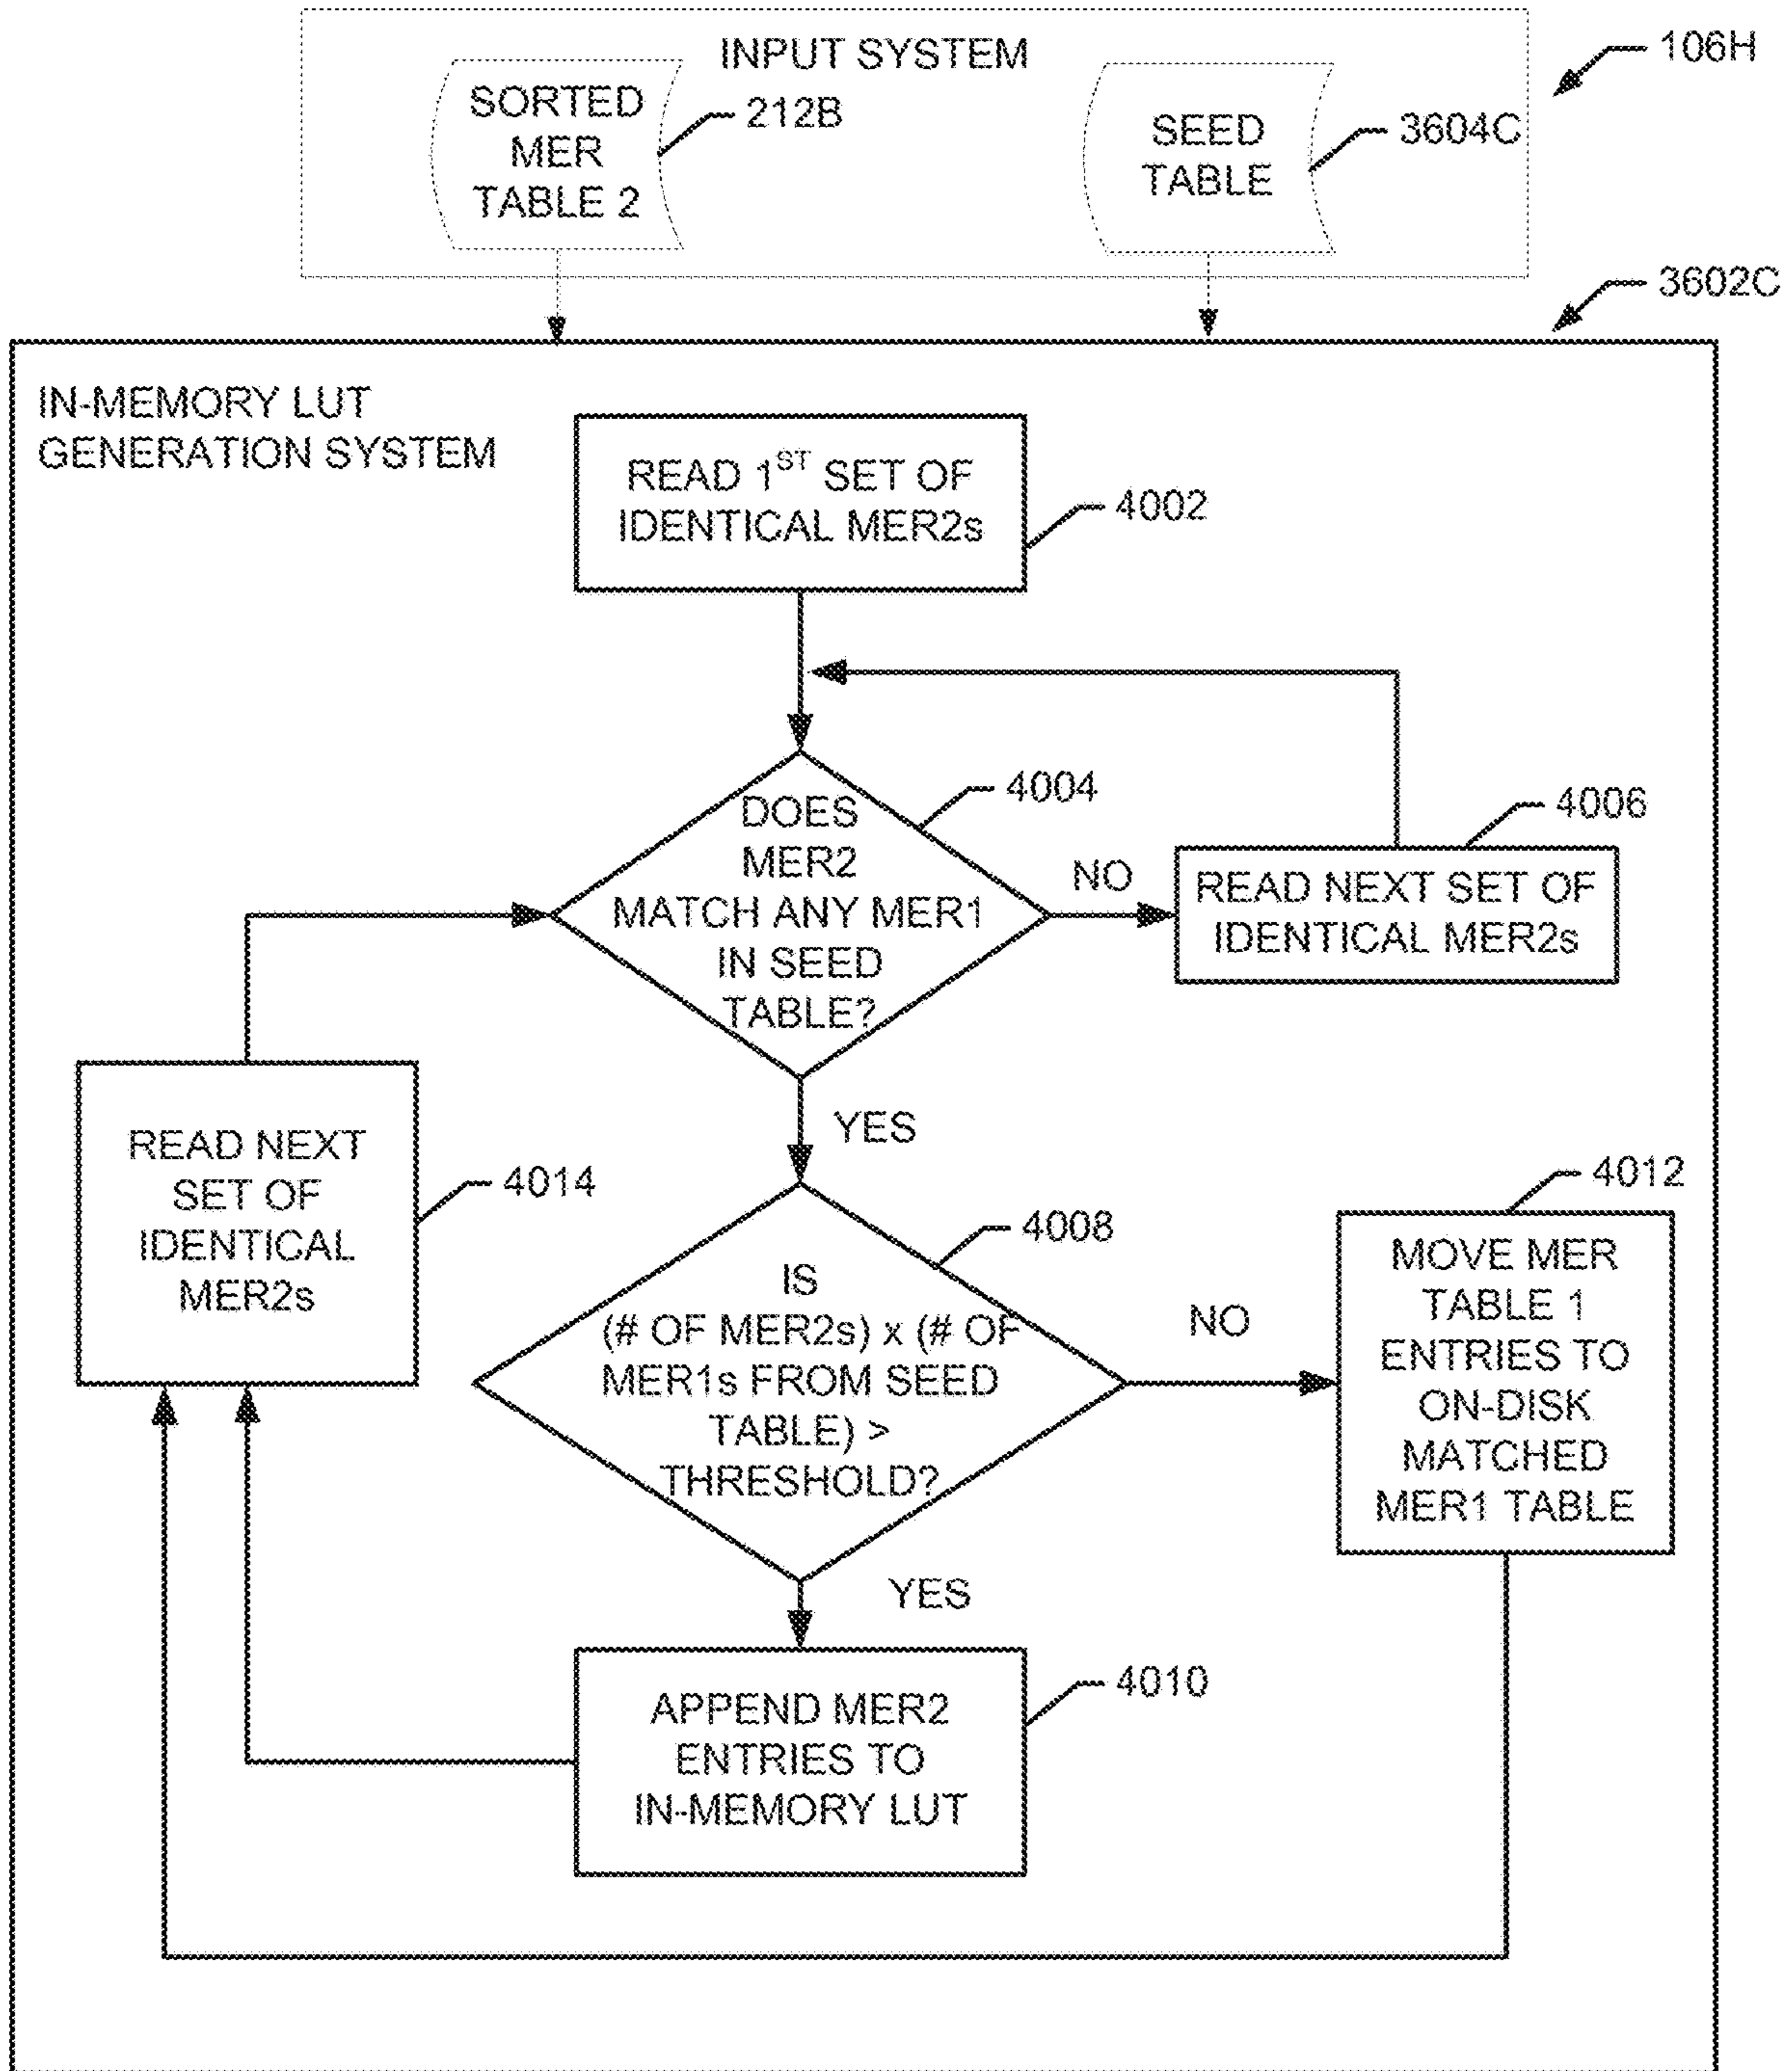 INPUT SYSTEM
106H
SORTED
MER
TABLE 2
212B
SEED
TABLE
3604C
3602C
IN-MEMORY LUT
GENERATION SYSTEM
READ 1ST SET OF
IDENTICAL MER2s
4002
DOES
MER2
MATCH ANY MER1
IN SEED
TABLE?
4004
NO
4006
READ NEXT SET OF
IDENTICAL MER2s
YES
READ NEXT
SET OF
IDENTICAL
MER2s
4014
IS
(# OF MER2s) x (# OF
MER1s FROM SEED
TABLE) >
THRESHOLD?
4008
NO
4012
MOVE MER
TABLE 1
ENTRIES TO
ON-DISK
MATCHED
MER1 TABLE
YES
APPEND MER2
ENTRIES TO
IN-MEMORY LUT
4010